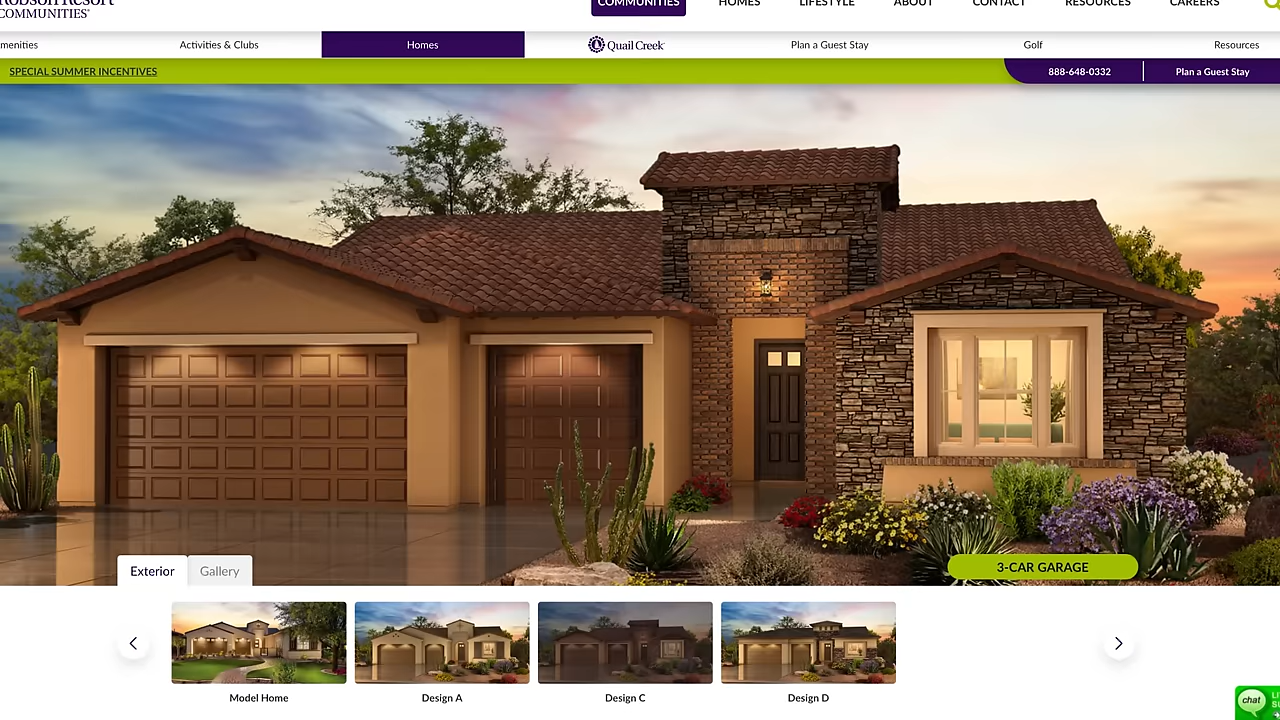 COMMUNITIES®
COMMUNITIES
HOMES
LIFESTYLE
ABOUT
CONTACT
RESOURCES
CAREERS
menities
Activities & Clubs
Homes
Quail Creek
Plan a Guest Stay
Golf
Resources
SPECIAL SUMMER INCENTIVES
888-648-0332
Plan a Guest Stay
Exterior
Gallery
3-CAR GARAGE
Model Home
Design A
Design C
Design D
chat